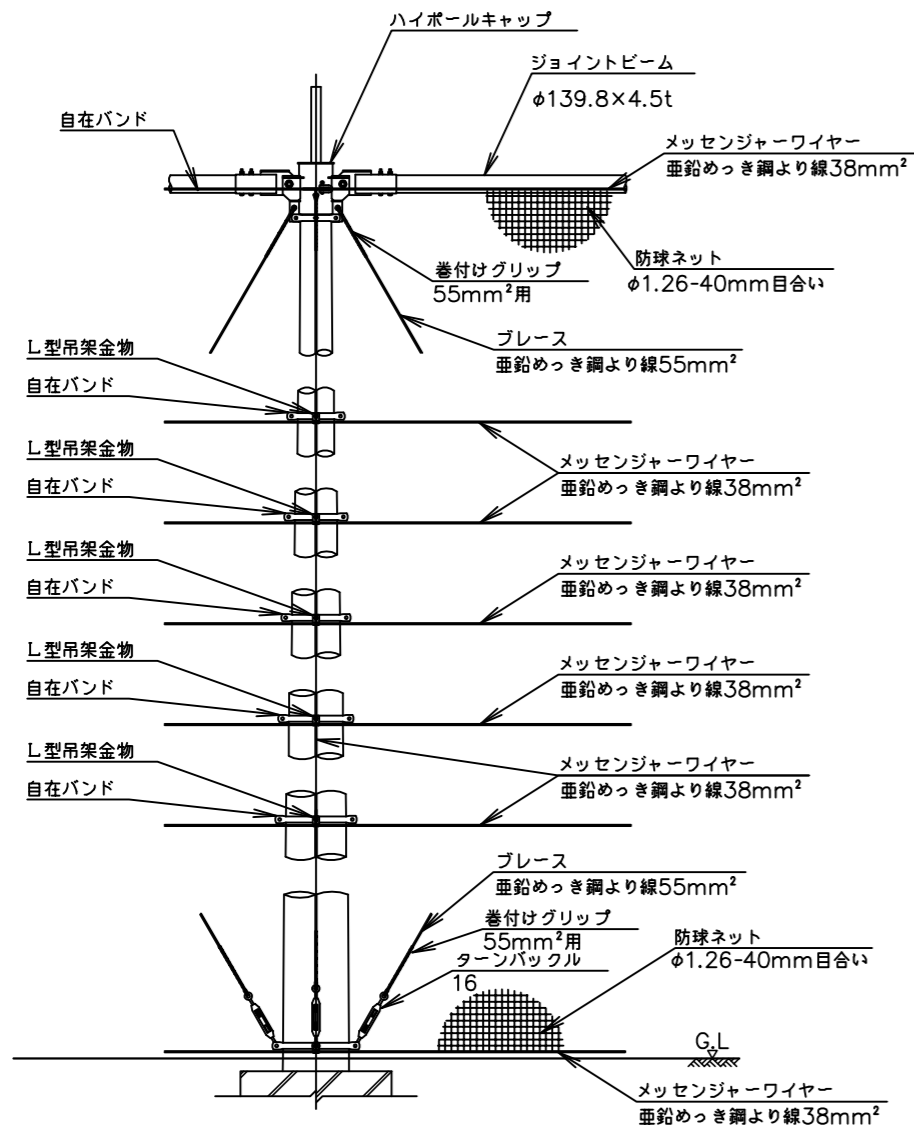 ハイポールキャップ
ジョイントビーム
φ139.8×4.5t
自在バンド
メッセンジャーワイヤー
亜鉛めっき鋼より線38mm²
防球ネット
φ1.26-40mm目合い
巻付けグリップ
55mm²用
ブレース
亜鉛めっき鋼より線55mm²
L型吊架金物
自在バンド
L型吊架金物
メッセンジャーワイヤー
亜鉛めっき鋼より線38mm²
自在バンド
L型吊架金物
メッセンジャーワイヤー
亜鉛めっき鋼より線38mm²
自在バンド
L型吊架金物
メッセンジャーワイヤー
亜鉛めっき鋼より線38mm²
自在バンド
L型吊架金物
メッセンジャーワイヤー
亜鉛めっき鋼より線38mm²
自在バンド
ブレース
亜鉛めっき鋼より線55mm²
巻付けグリップ
55mm²用
ターンバックル
16
防球ネット
φ1.26-40mm目合い
G.L
メッセンジャーワイヤー
亜鉛めっき鋼より線38mm²